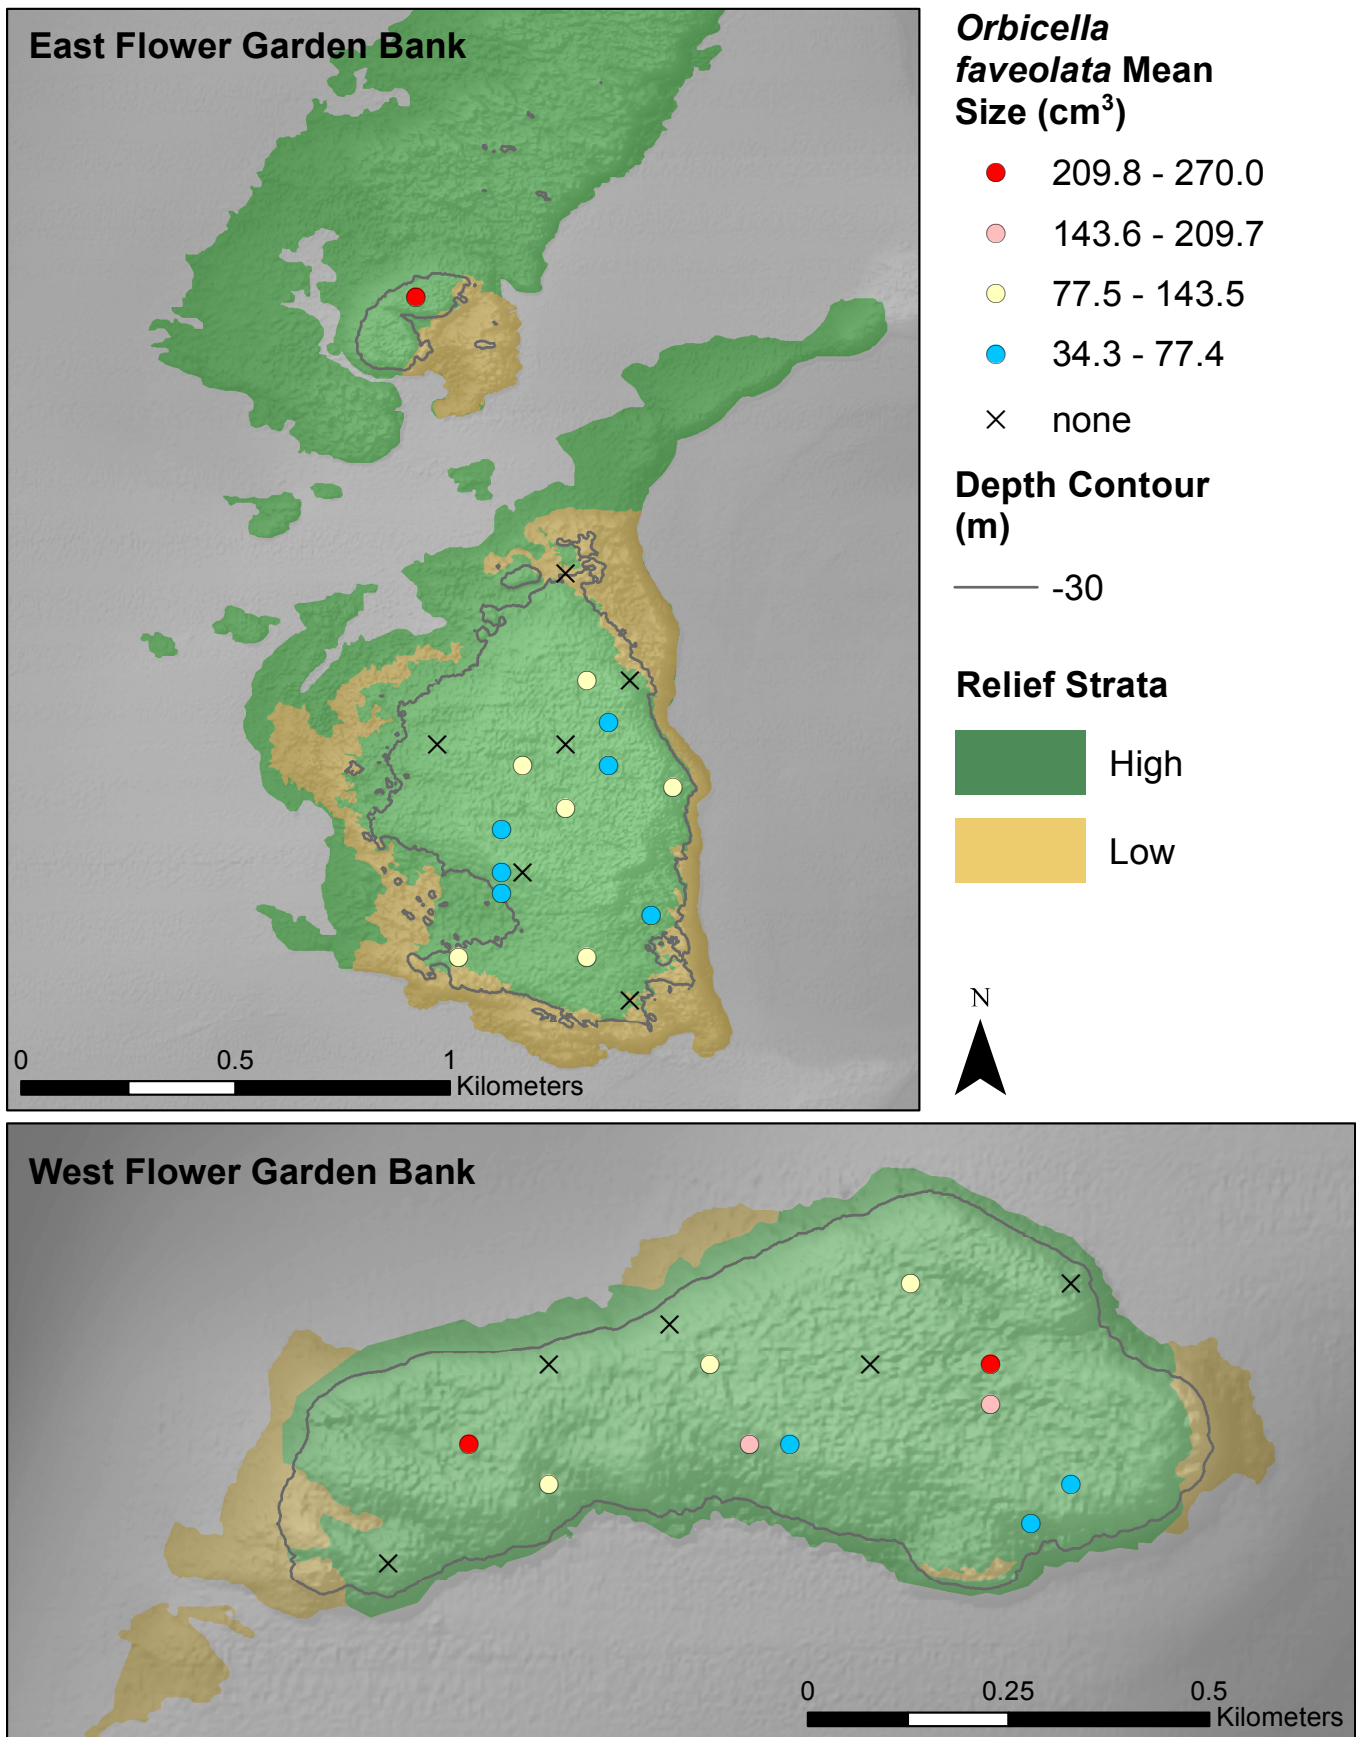 East Flower Garden Bank
0
0.5
1
Kilometers
Orbicella
faveolata Mean
Size (cm³)
209.8 - 270.0
143.6 - 209.7
77.5 - 143.5
34.3 - 77.4
none
Depth Contour
(m)
-30
Relief Strata
High
Low
N
West Flower Garden Bank
0
0.25
0.5
Kilometers